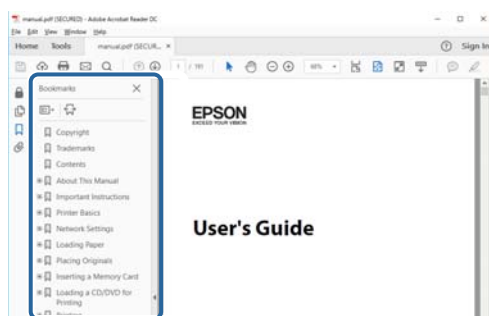 manual.pdf (SECURED) - Adobe Acrobat Reader DC
File Edit View Window Help
Home Tools manual.pdf (SECUR... × Sign In
1 / 191
Bookmarks
Copyright
Trademarks
Contents
About This Manual
Important Instructions
Printer Basics
Network Settings
Loading Paper
Placing Originals
Inserting a Memory Card
Loading a CD/DVD for
Printing
EPSON
EXCEED YOUR VISION
User's Guide